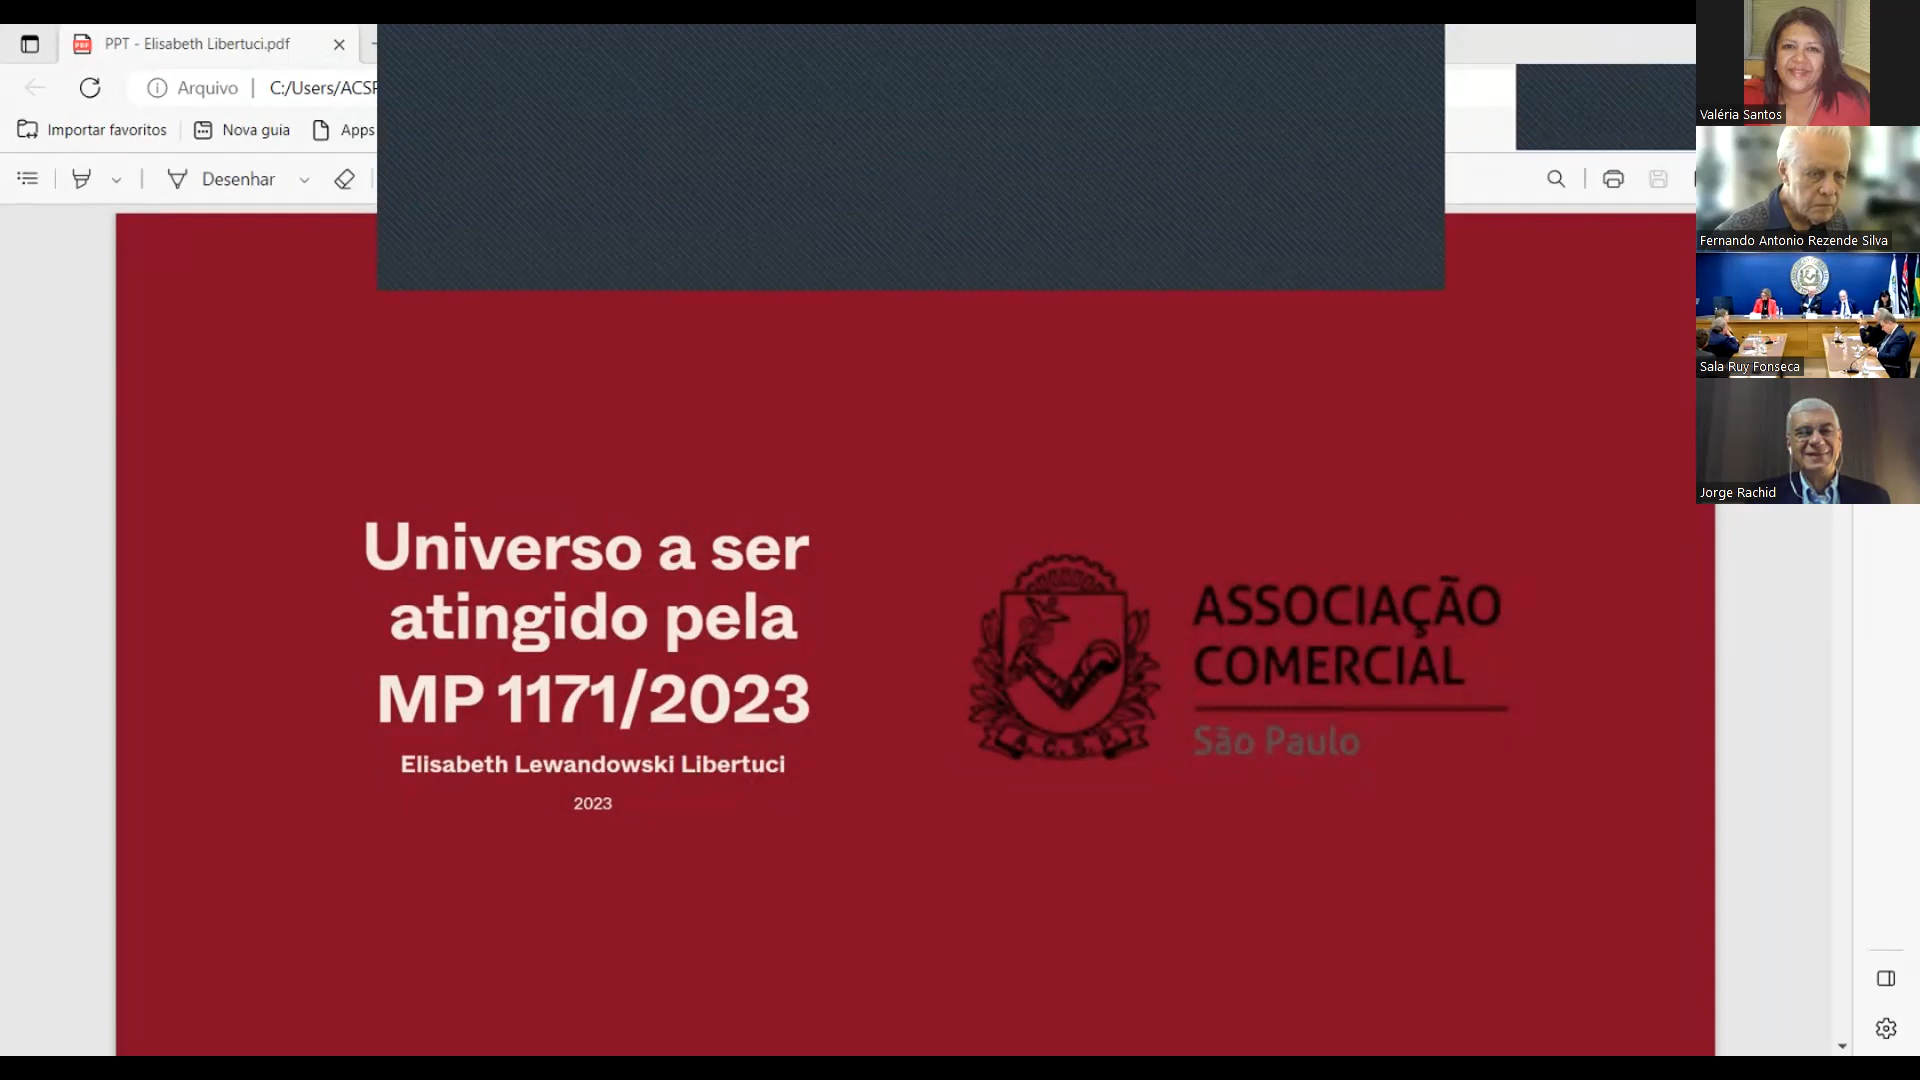 PPT - Elisabeth Libertuci.pdf
Arquivo | C:/Users/ACSP
Importar favoritos
Nova guia
Apps
Desenhar
Universo a ser
atingido pela
MP 1171/2023
Elisabeth Lewandowski Libertuci
2023
A.C.S.P.
ASSOCIAÇÃO
COMERCIAL
São Paulo
Valéria Santos
Fernando Antonio Rezende Silva
Sala Ruy Fonseca
Jorge Rachid